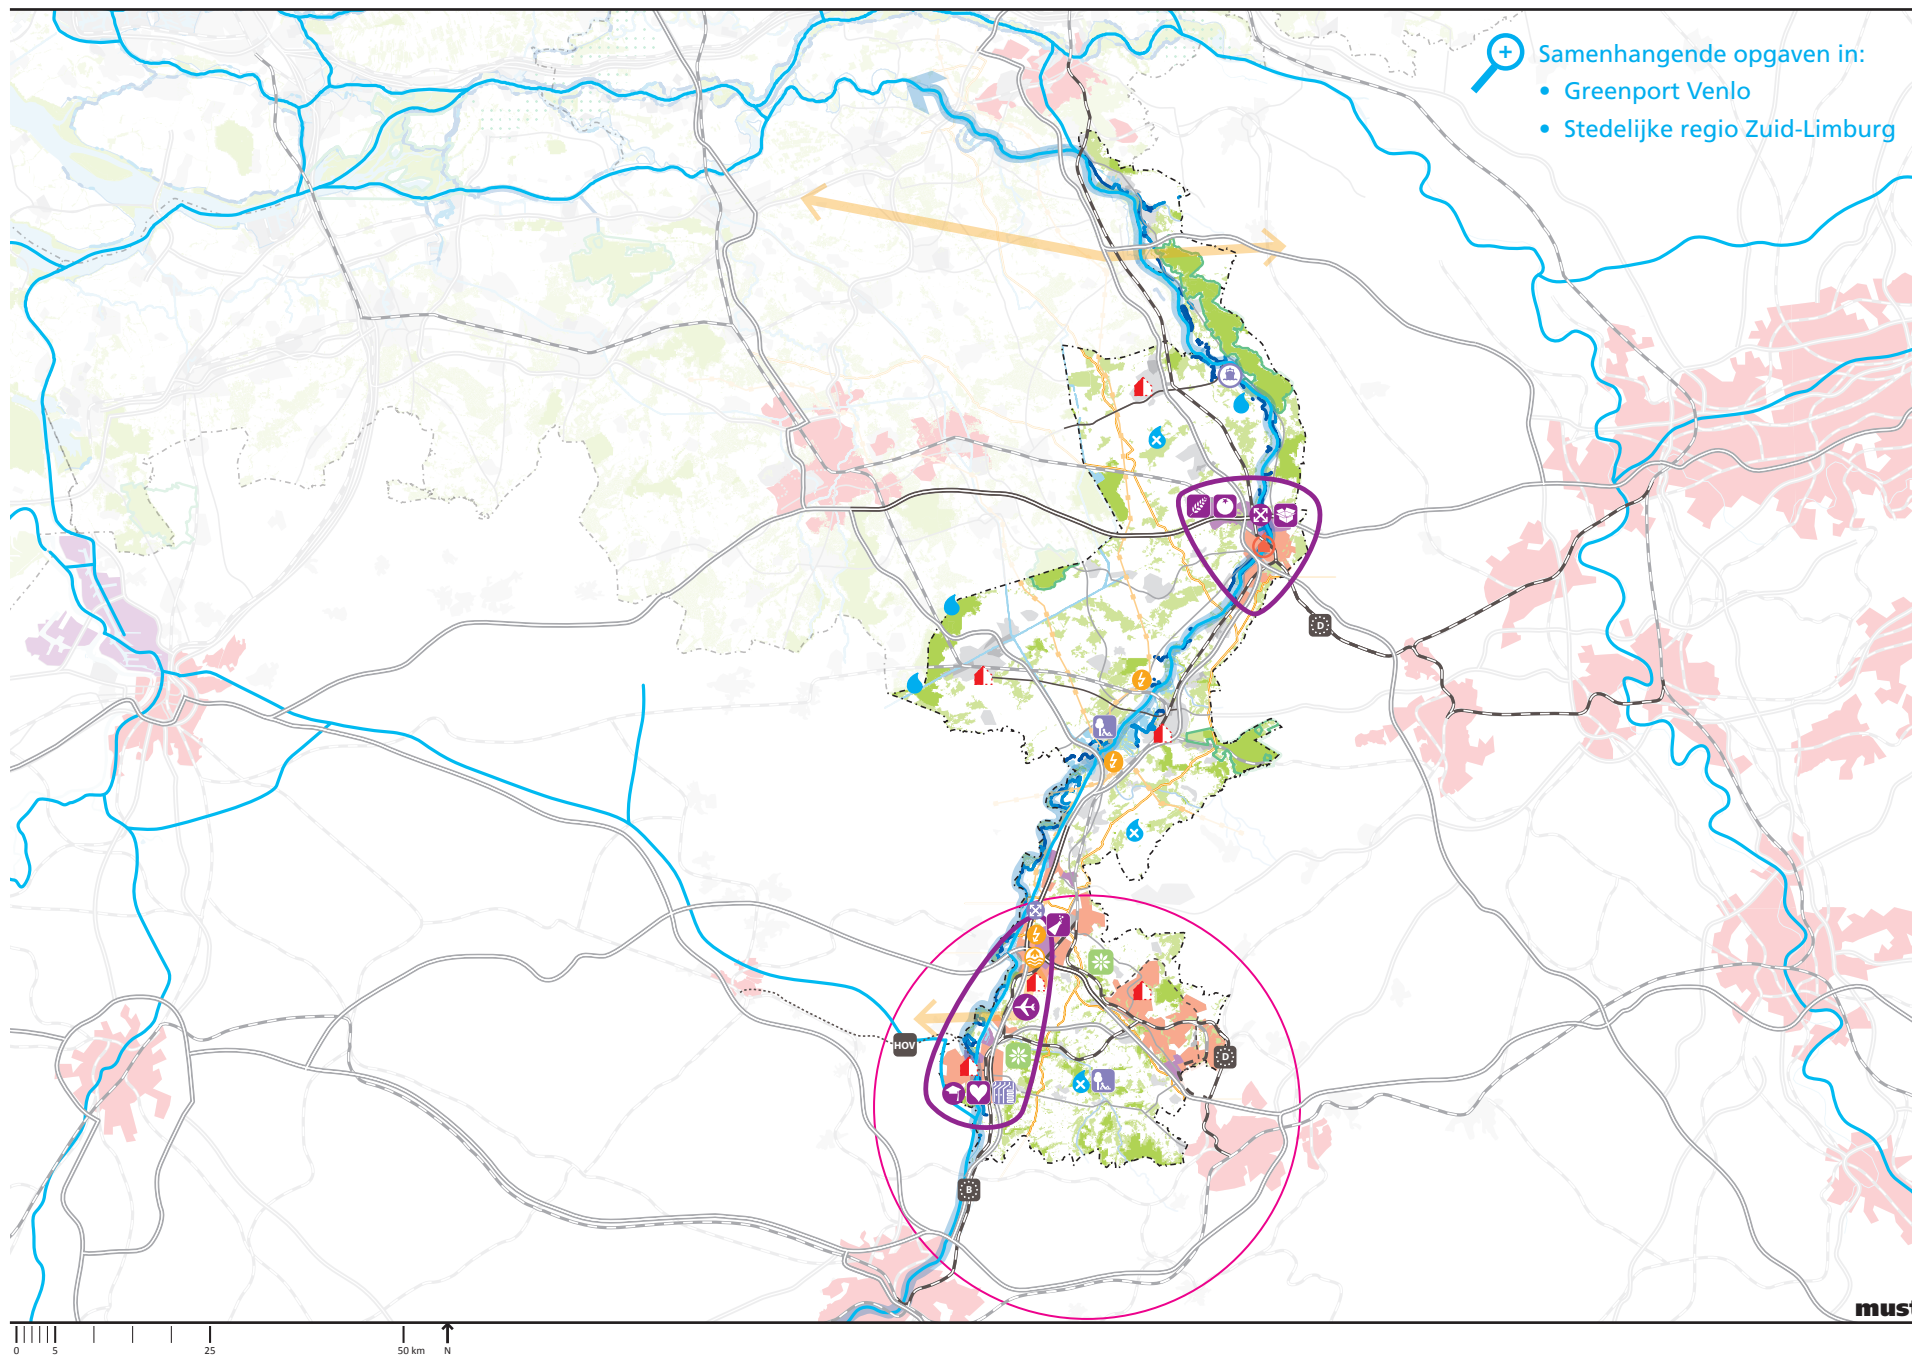 Samenhangende opgaven in:
• Greenport Venlo
• Stedelijke regio Zuid-Limburg
D
HOV
D
B
must
0 5 25 50 km N